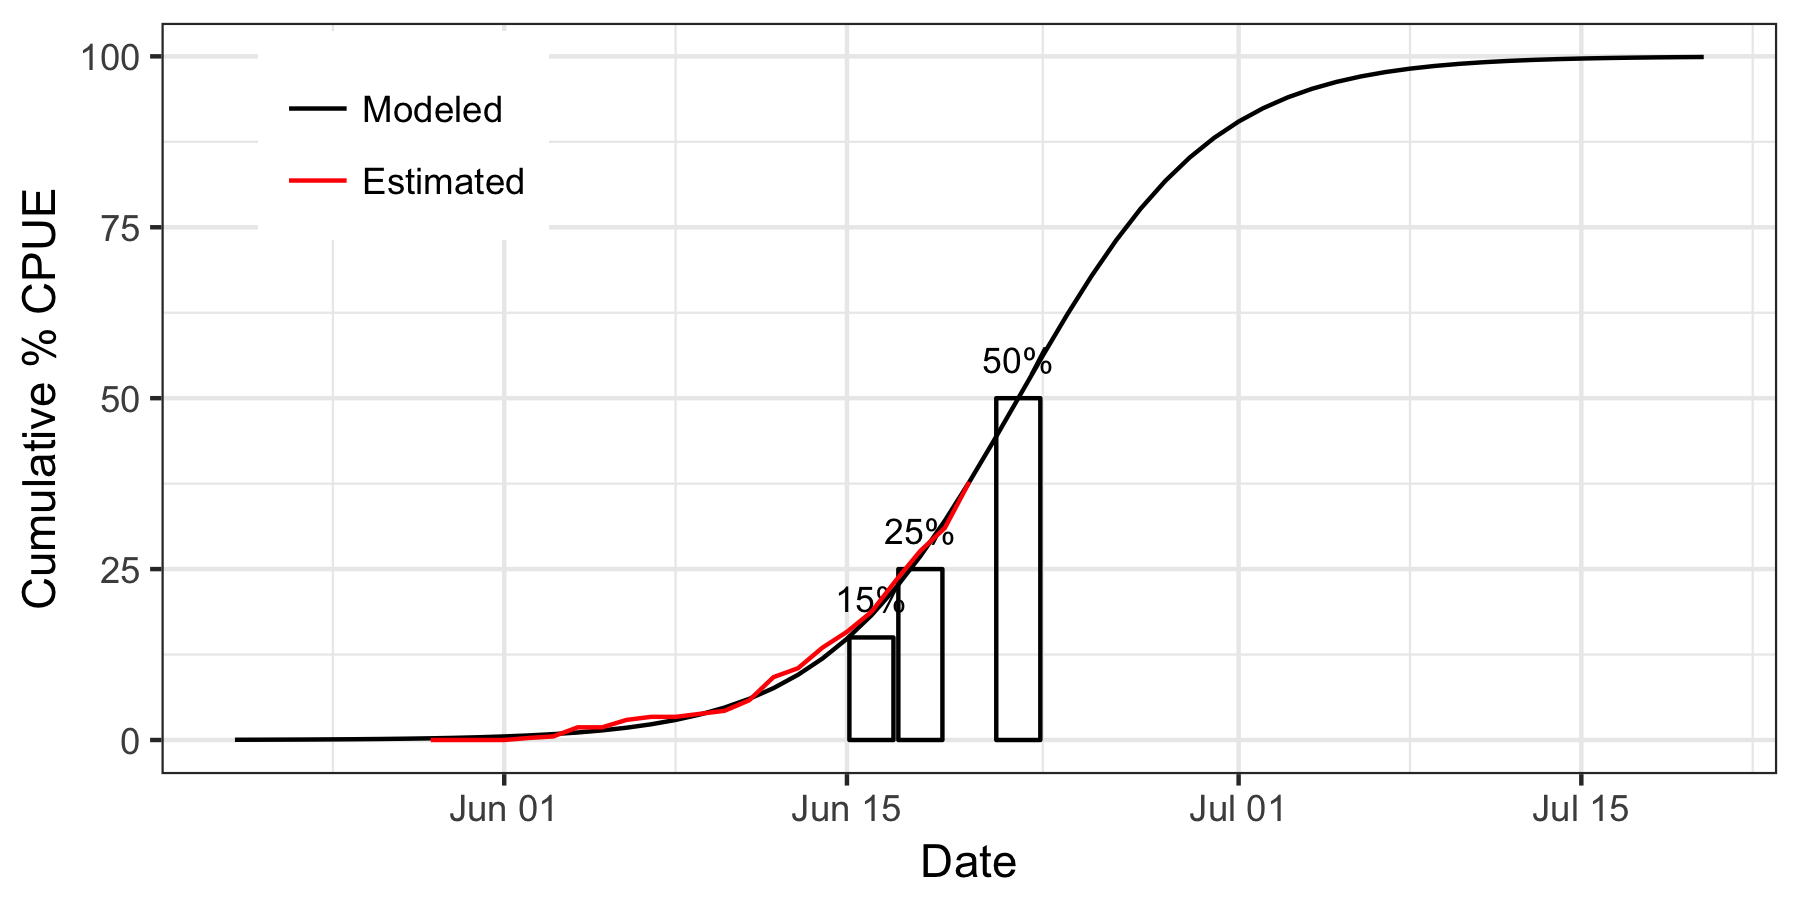 Cumulative % CPUE
100
75
50
25
0
Modeled
Estimated
15%
25%
50%
Jun 01
Jun 15
Jul 01
Jul 15
Date